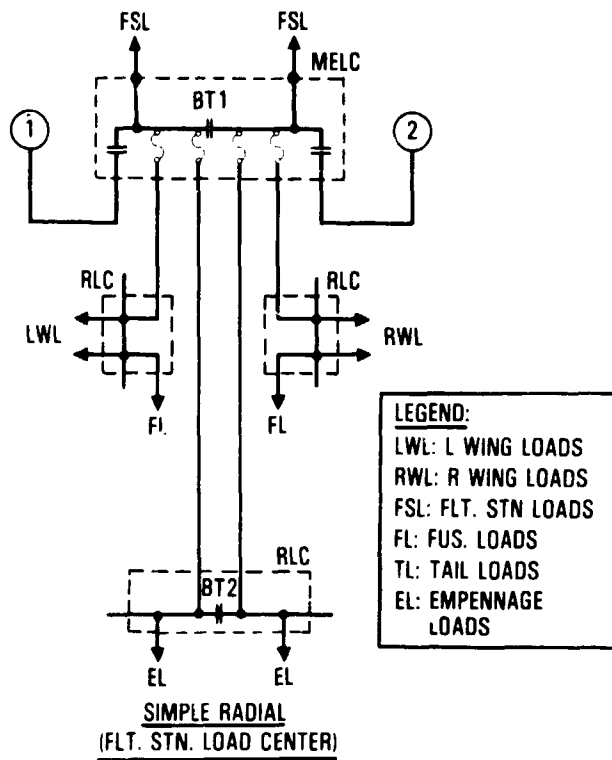 FSL FSL
MELC
BT1
1 2
RLC RLC
LWL RWL
FL FL
LEGEND:
LWL: L WING LOADS
RWL: R WING LOADS
FSL: FLT. STN LOADS
FL: FUS. LOADS
TL: TAIL LOADS
EL: EMPENNAGE
LOADS
RLC
BT2
EL EL
SIMPLE RADIAL
(FLT. STN. LOAD CENTER)